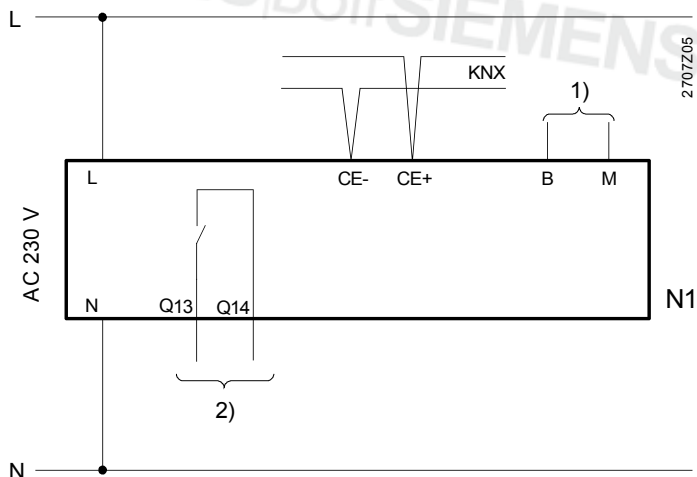 SIEMENS
L
2707Z05
KNX
1)
L
CE-
CE+
B
M
AC 230 V
N1
N
Q13
Q14
2)
N